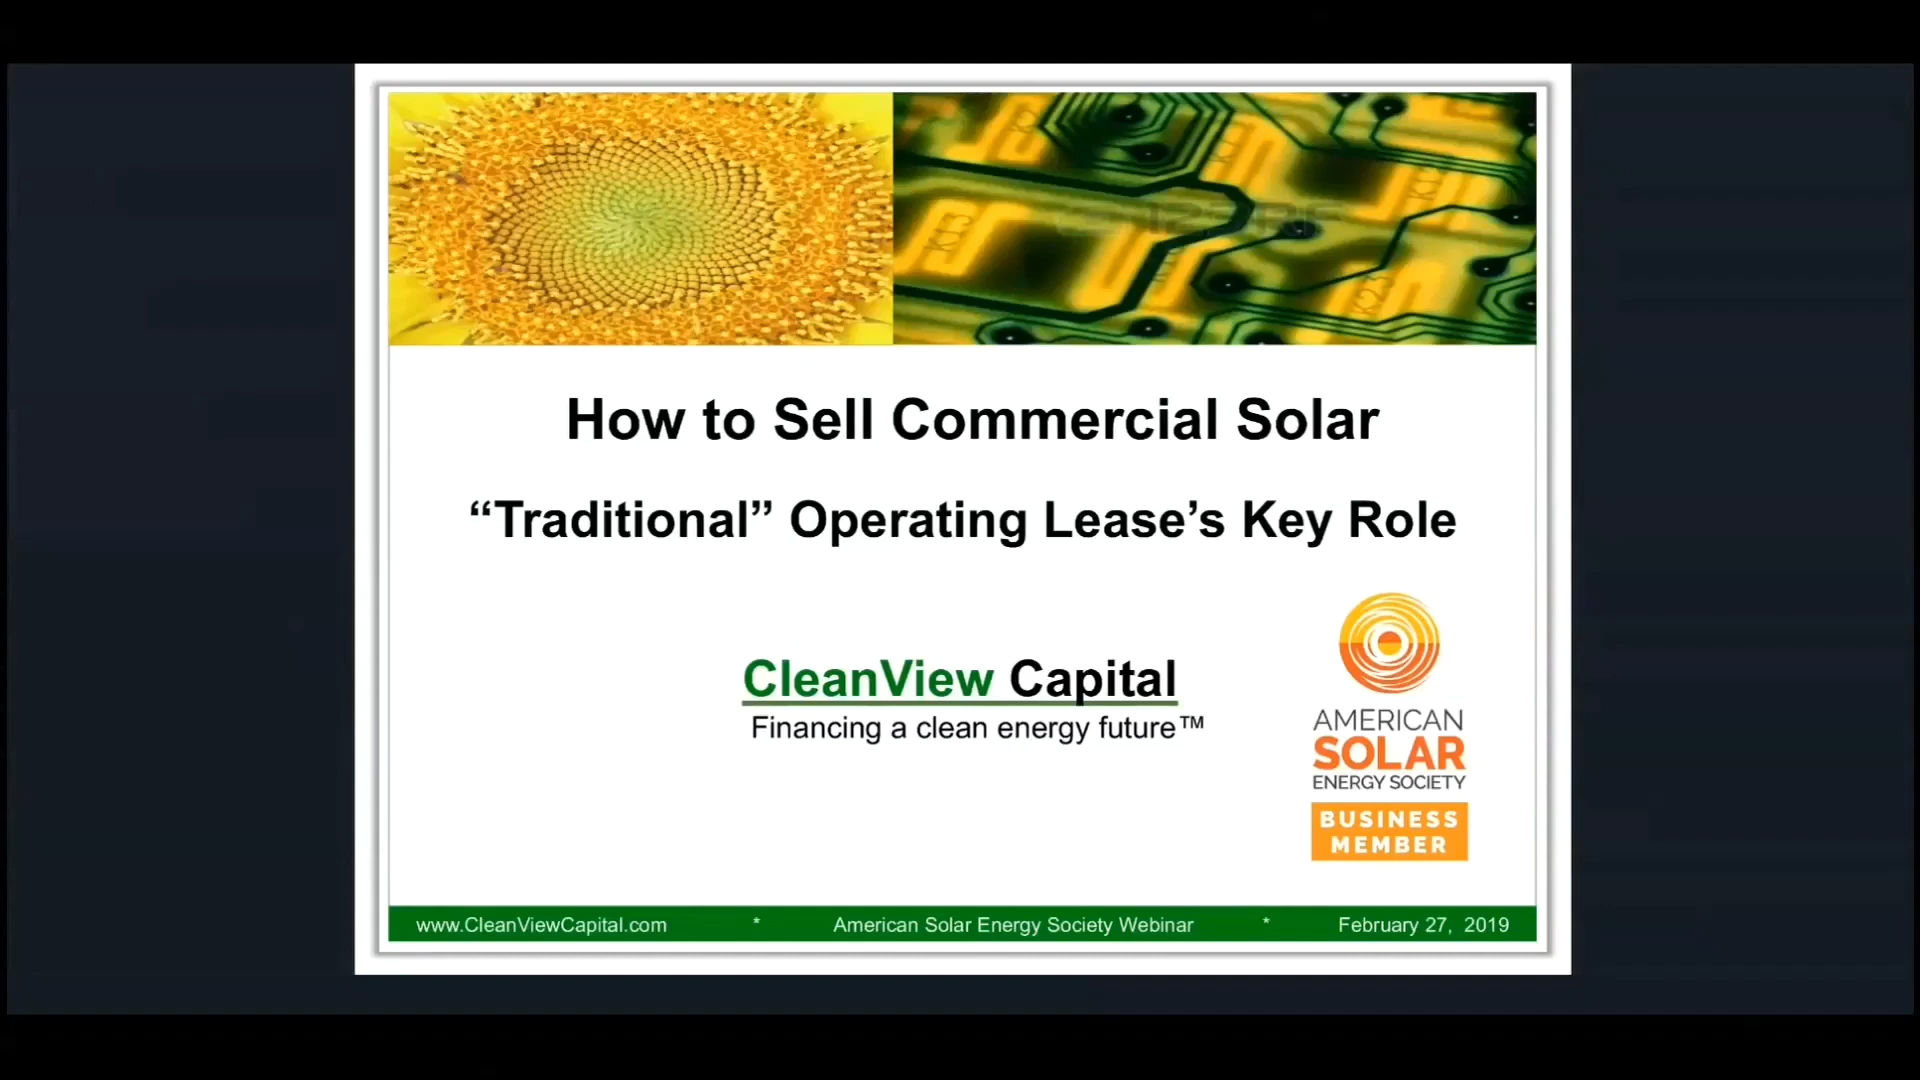 How to Sell Commercial Solar
“Traditional” Operating Lease’s Key Role
CleanView Capital
Financing a clean energy future™
AMERICAN
SOLAR
ENERGY SOCIETY
BUSINESS
MEMBER
www.CleanViewCapital.com * American Solar Energy Society Webinar * February 27, 2019